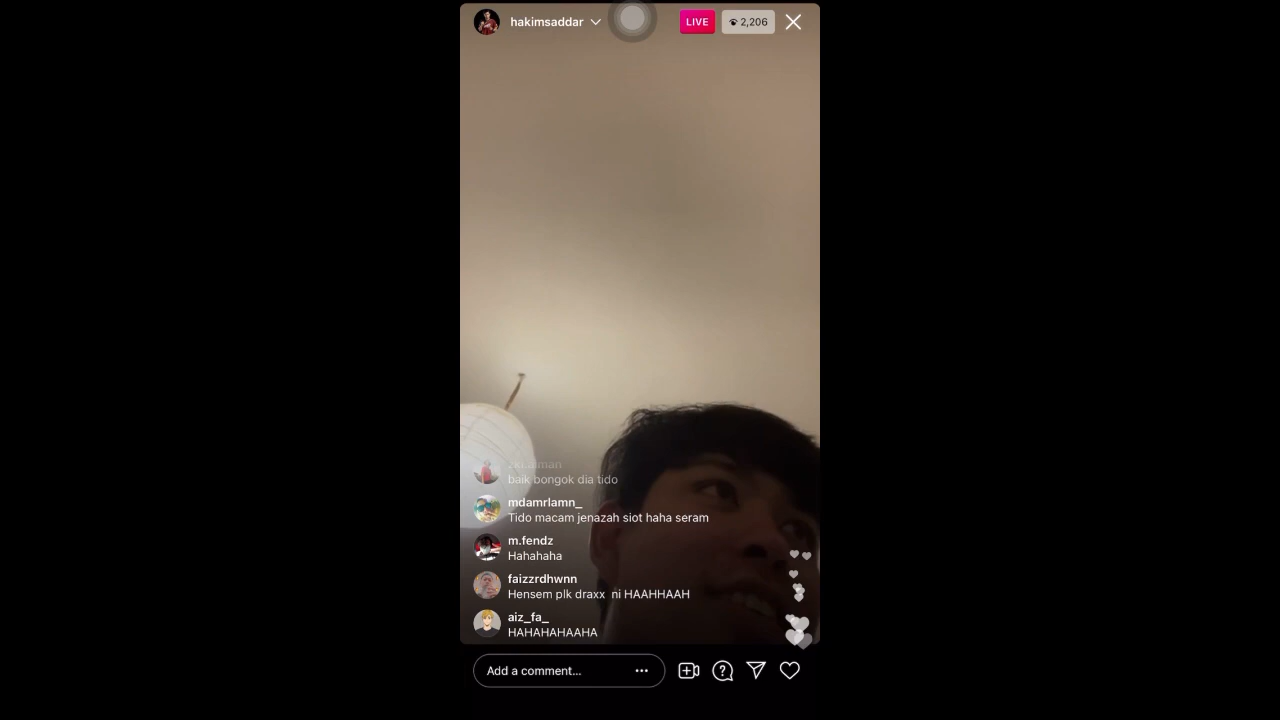 hakimsaddar
LIVE
2,206
baik bongok dia tido
mdamrlamn_
Tido macam jenazah siot haha seram
m.fendz
Hahahaha
faizzrdhwnn
Hensem plk draxx ni HAAHHAAH
aiz_fa_
HAHAHAHAAHA
Add a comment...